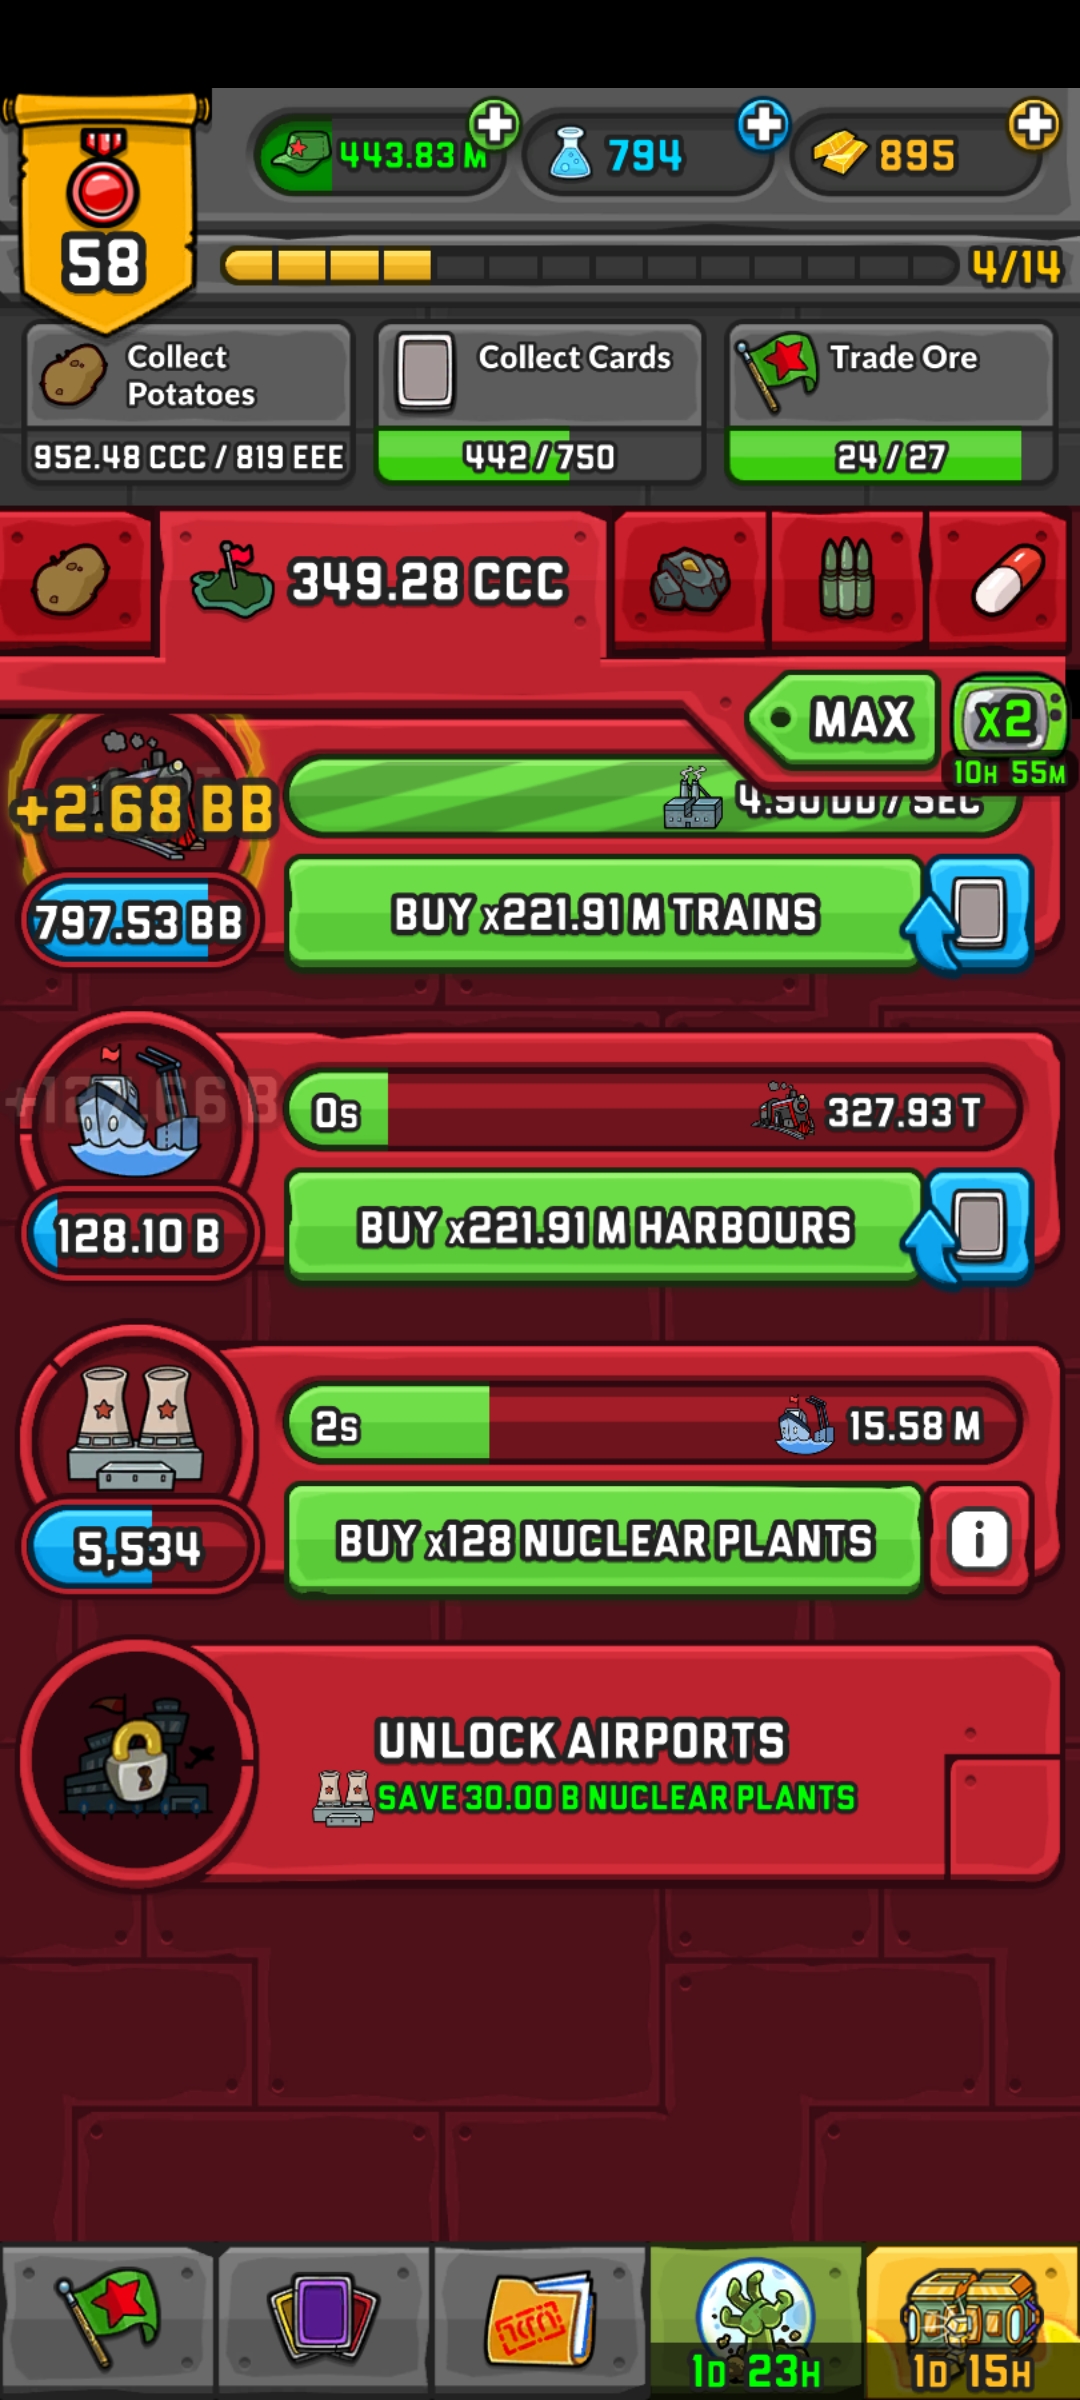 58
443.83 M
794
895
4/14
Collect
Potatoes
952.48 CCC / 819 EEE
Collect Cards
442/750
Trade Ore
24/27
349.28 CCC
MAX
x2
10H 55M
+2.68 BB
797.53 BB
BUY x221.91 M TRAINS
0s
327.93 T
128.10 B
BUY x221.91 M HARBOURS
2s
15.58 M
5,534
BUY x128 NUCLEAR PLANTS
i
UNLOCK AIRPORTS
SAVE 30.00 B NUCLEAR PLANTS
1D 23H
1D 15H